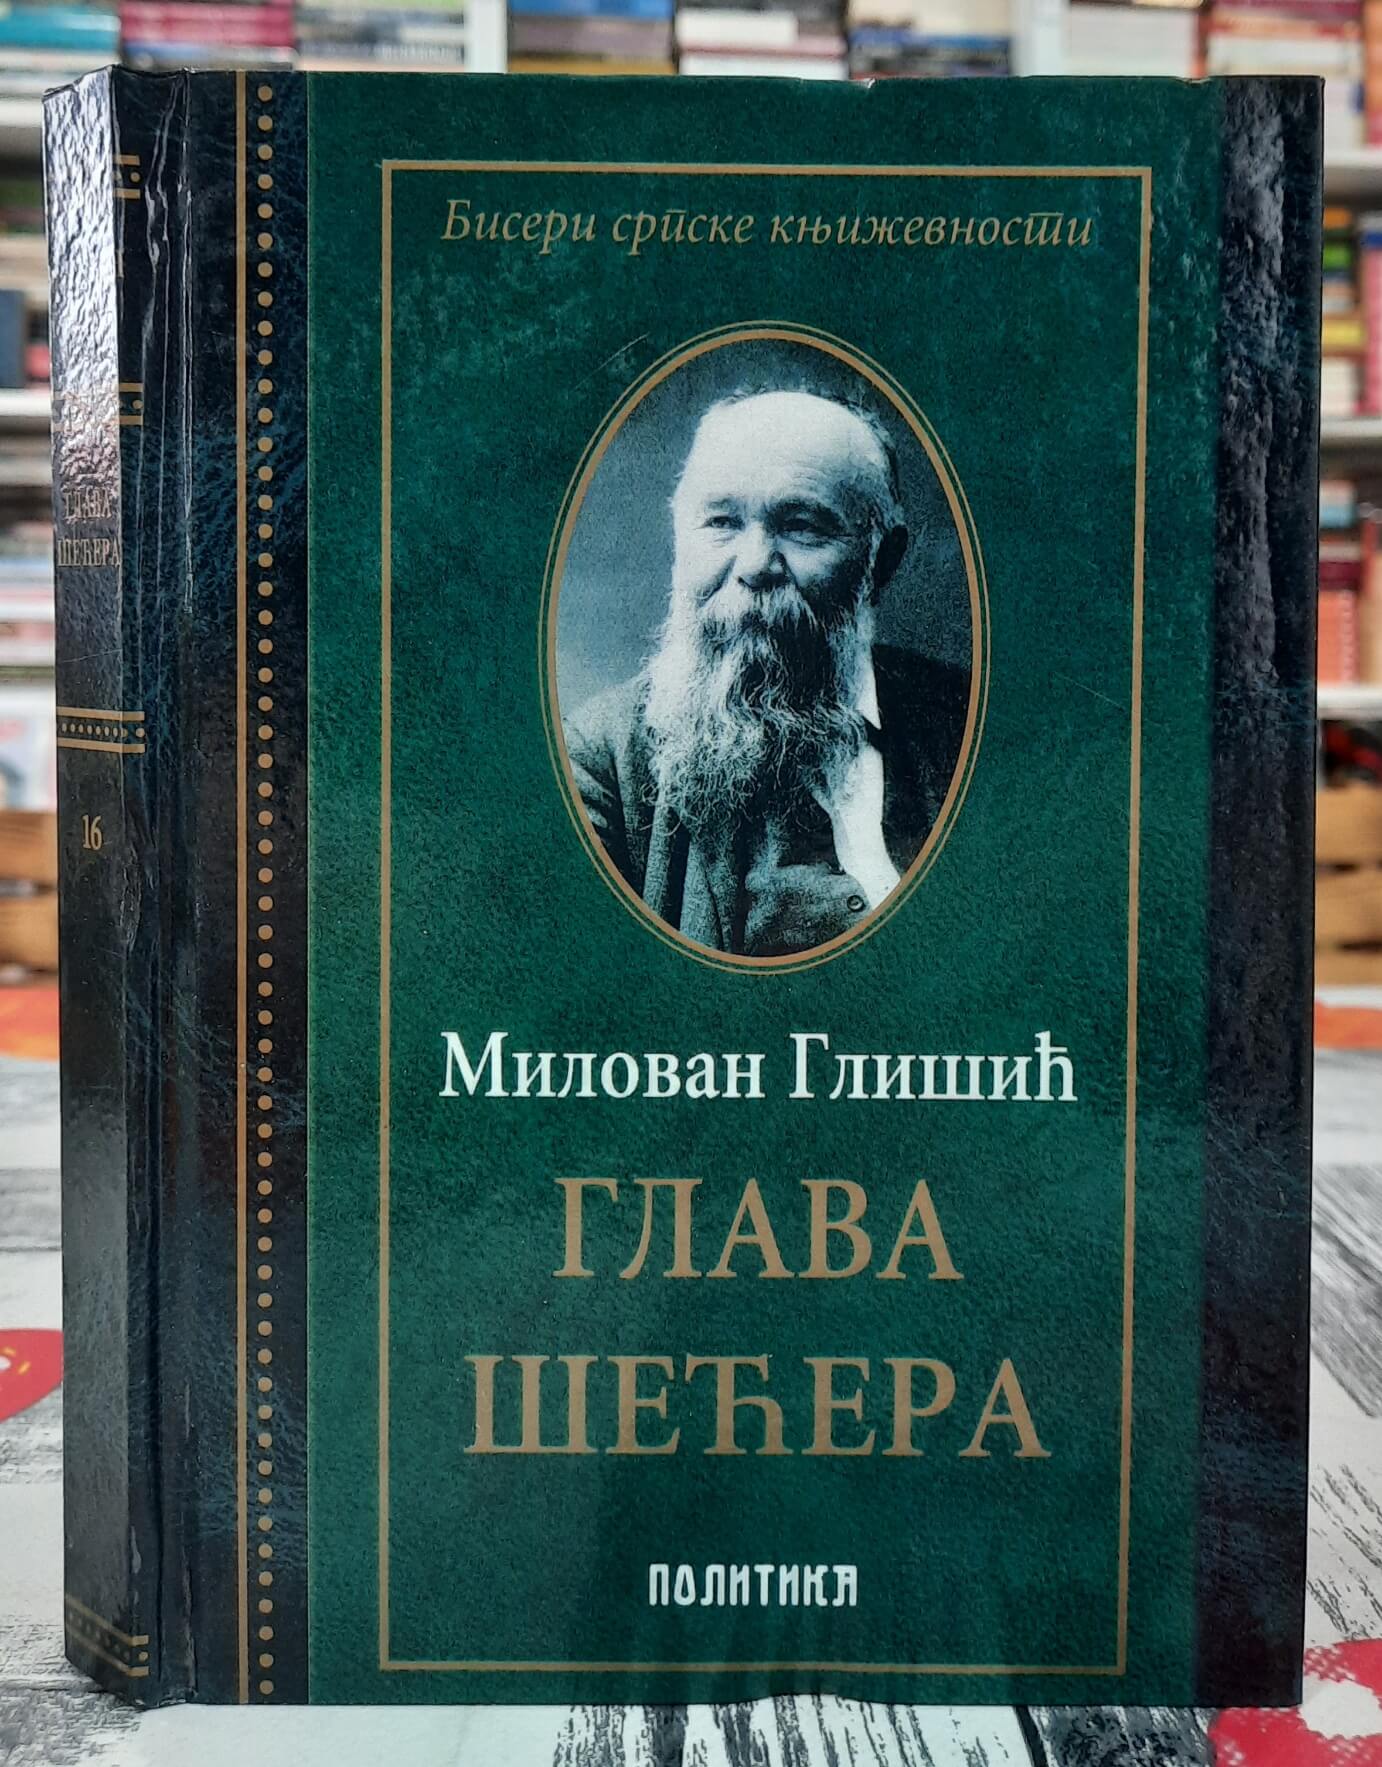 Бисери српске књижевности
Милован Глишић
ГЛАВА
ШЕЋЕРА
ПОЛИТИКА
ГЛАВА
ШЕЋЕРА
16